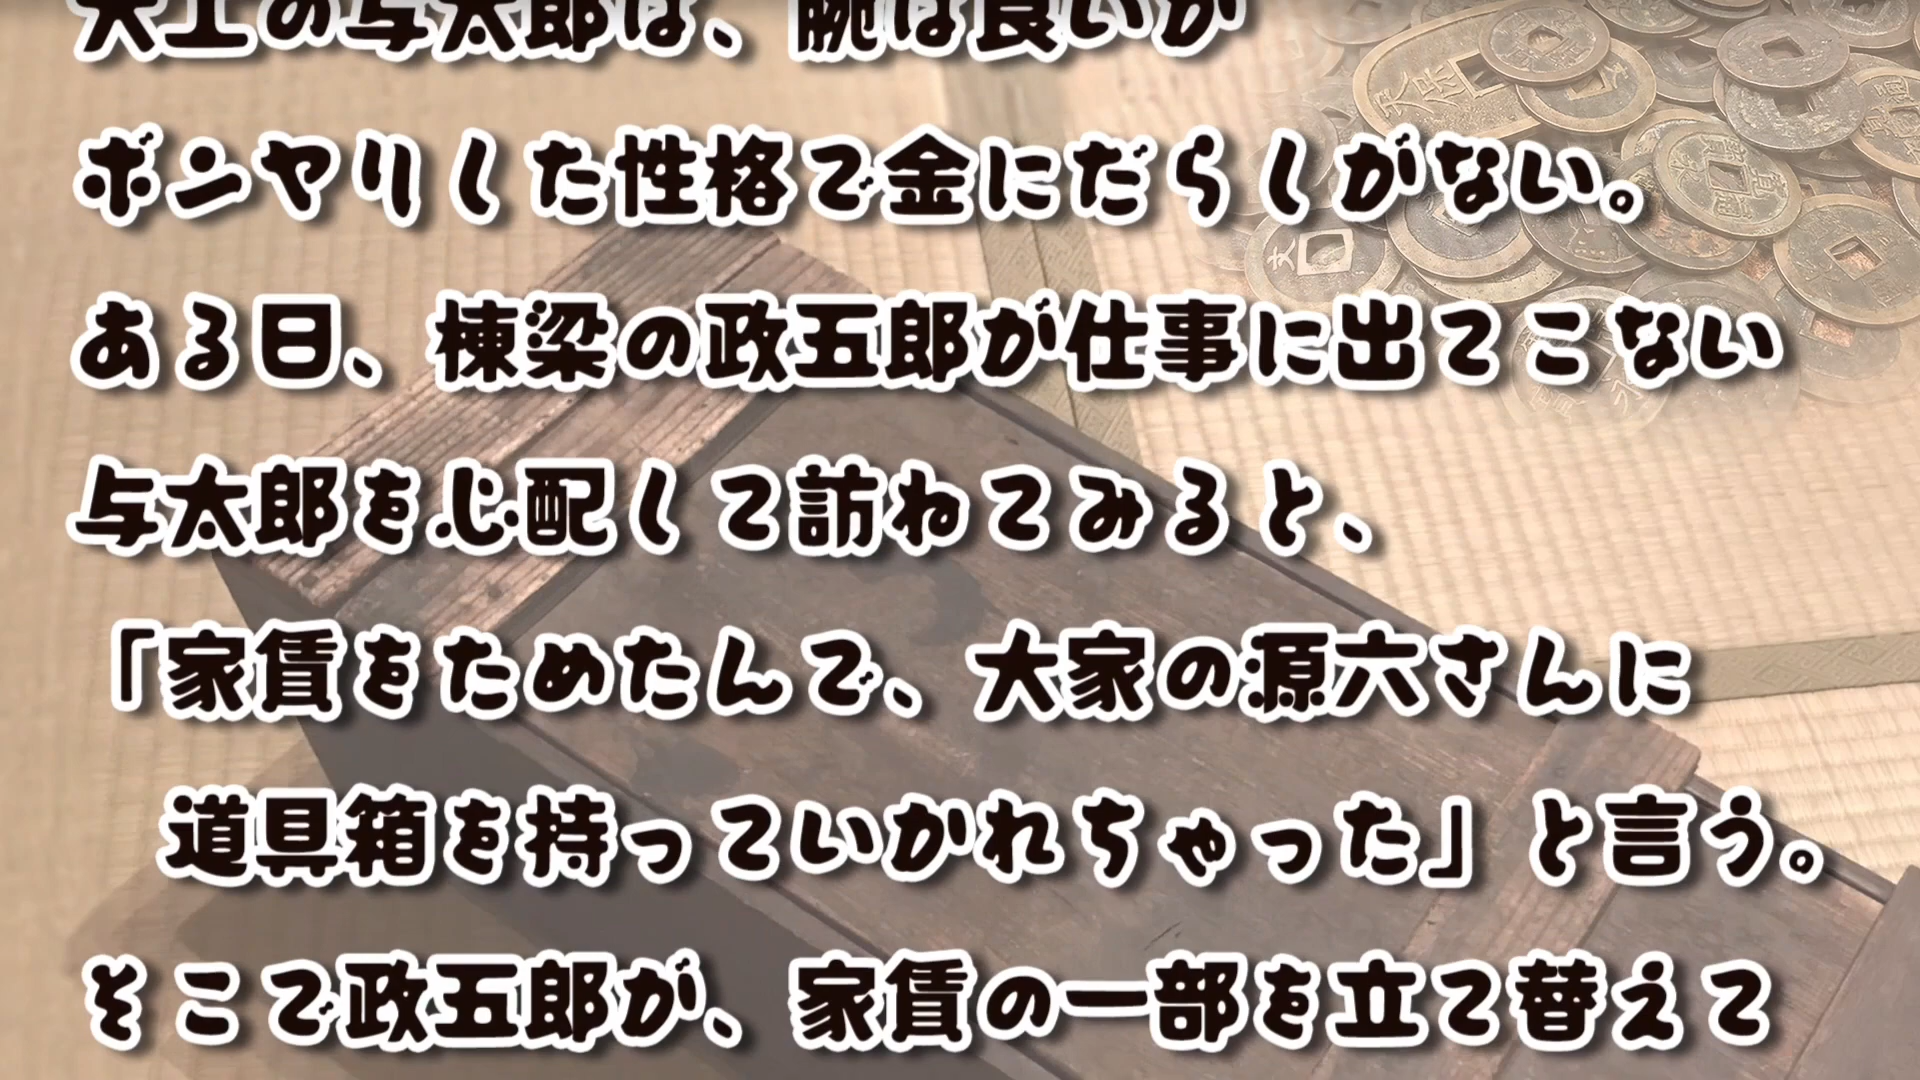 大工の与太郎は、腕は良いが
ボンヤリした性格で金にだらしがない。
ある日、棟梁の政五郎が仕事に出てこない
与太郎を心配して訪ねてみると、
「家賃をためたんで、大家の源六さんに
道具箱を持っていかれちゃった」と言う。
そこで政五郎が、家賃の一部を立て替えて